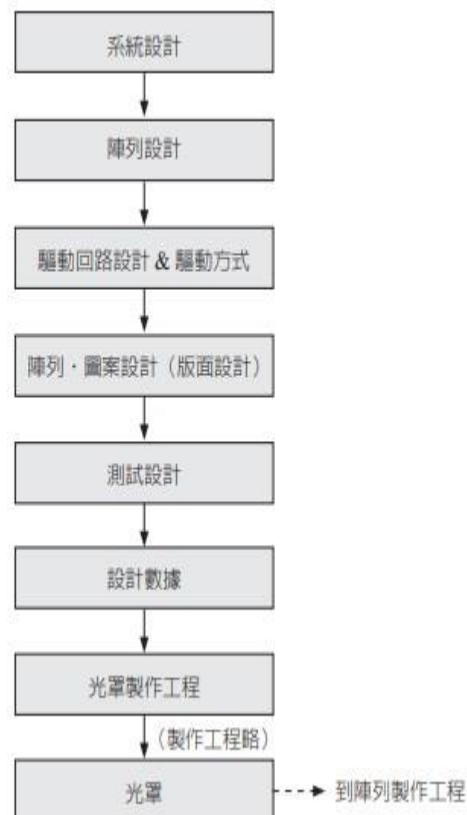 系統設計
陣列設計
驅動回路設計 & 驅動方式
陣列・圖案設計（版面設計）
測試設計
設計數據
光罩製作工程
（製作工程略）
光罩
到陣列製作工程